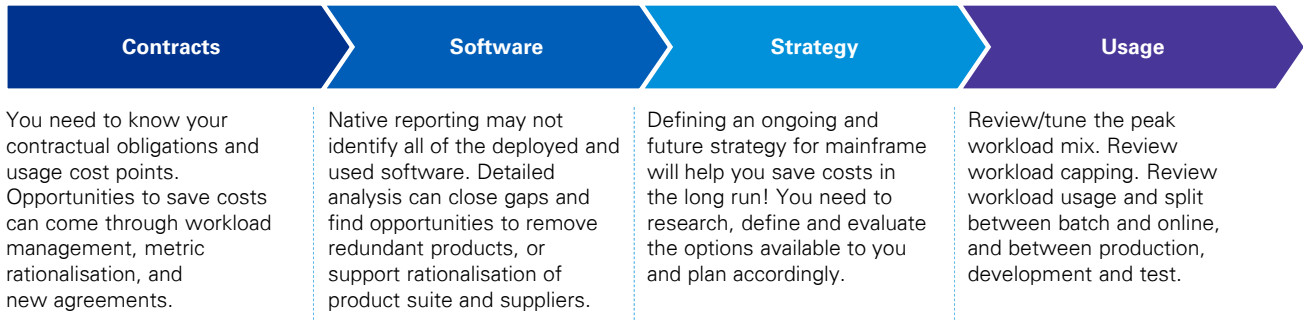 Contracts
You need to know your
contractual obligations and
usage cost points.
Opportunities to save costs
can come through workload
management, metric
rationalisation, and
new agreements.
Software
Native reporting may not
identify all of the deployed and
used software. Detailed
analysis can close gaps and
find opportunities to remove
redundant products, or
support rationalisation of
product suite and suppliers.
Strategy
Defining an ongoing and
future strategy for mainframe
will help you save costs in
the long run! You need to
research, define and evaluate
the options available to you
and plan accordingly.
Usage
Review/tune the peak
workload mix. Review
workload capping. Review
workload usage and split
between batch and online,
and between production,
development and test.